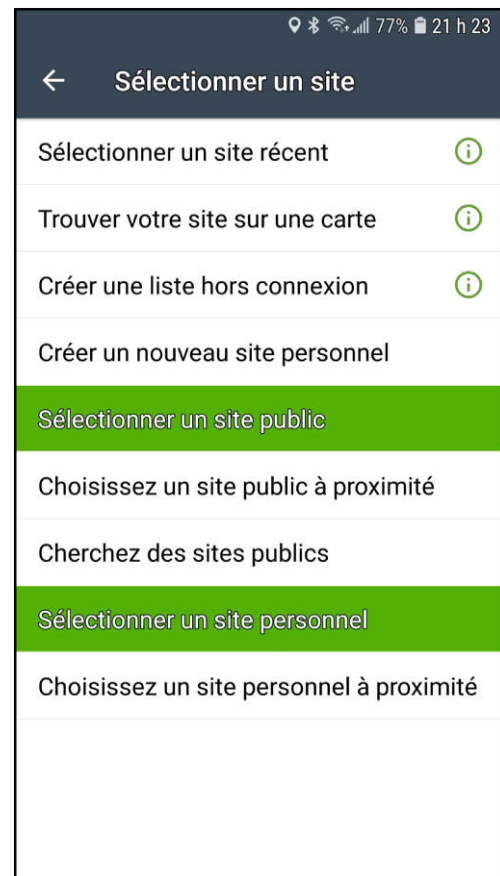 77% 21 h 23
Sélectionner un site
Sélectionner un site récent
Trouver votre site sur une carte
Créer une liste hors connexion
Créer un nouveau site personnel
Sélectionner un site public
Choisissez un site public à proximité
Cherchez des sites publics
Sélectionner un site personnel
Choisissez un site personnel à proximité